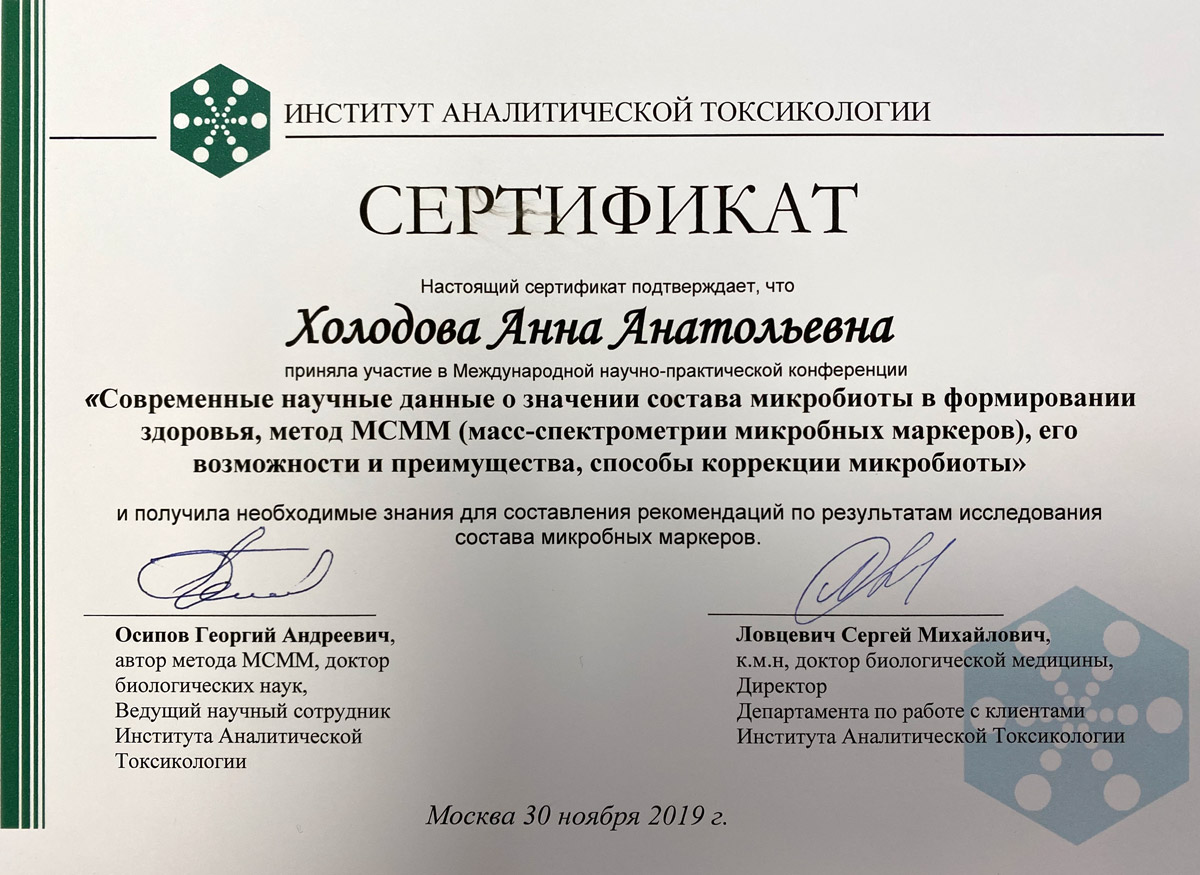 ИНСТИТУТ АНАЛИТИЧЕСКОЙ ТОКСИКОЛОГИИ
СЕРТИФИКАТ
Настоящий сертификат подтверждает, что
Холодова Анна Анатольевна
приняла участие в Международной научно-практической конференции
«Современные научные данные о значении состава микробиоты в формировании
здоровья, метод МСММ (масс-спектрометрии микробных маркеров), его
возможности и преимущества, способы коррекции микробиоты»
и получила необходимые знания для составления рекомендаций по результатам исследования
состава микробных маркеров.
Осипов Георгий Андреевич,
автор метода МСММ, доктор
биологических наук,
Ведущий научный сотрудник
Института Аналитической
Токсикологии
Ловцевич Сергей Михайлович,
к.м.н, доктор биологической медицины,
Директор
Департамента по работе с клиентами
Института Аналитической Токсикологии
Москва 30 ноября 2019 г.